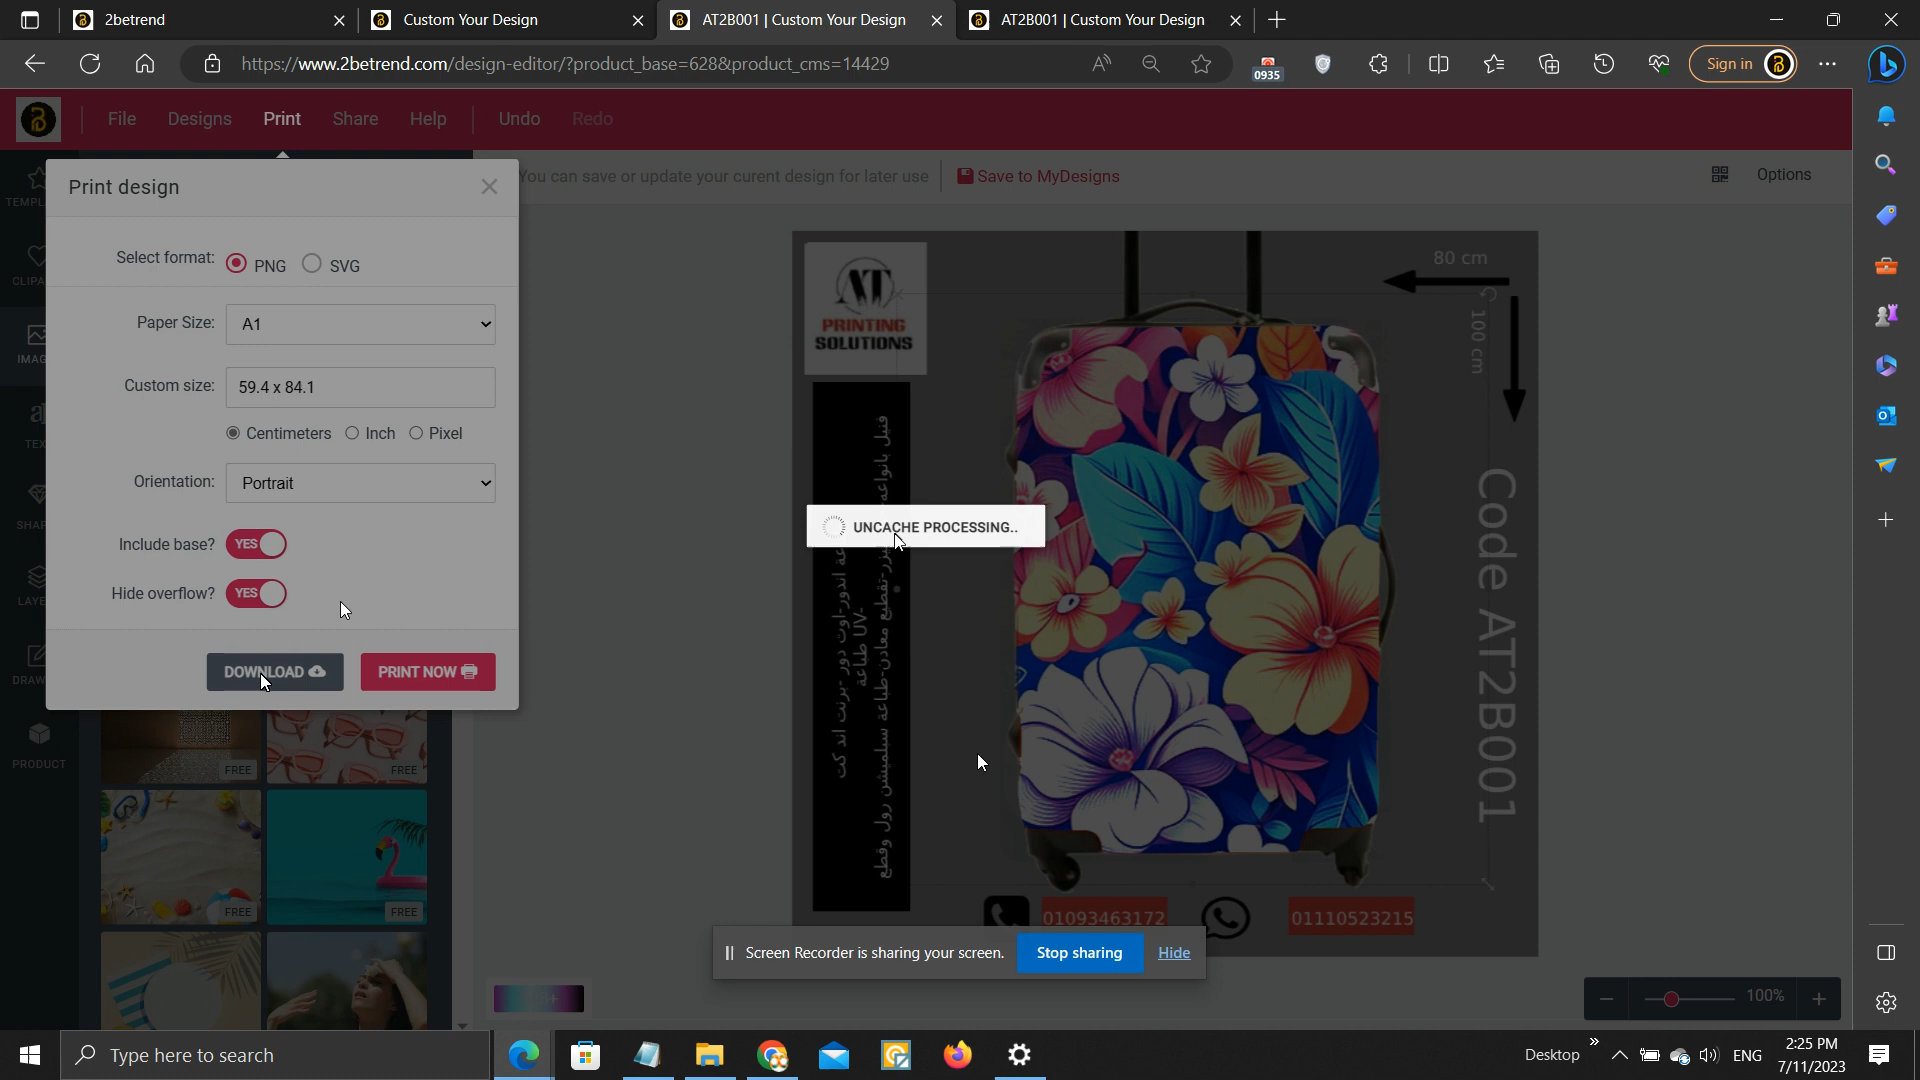 2betrend
Custom Your Design
AT2B001 | Custom Your Design
AT2B001 | Custom Your Design
https://www.2betrend.com/design-editor/?product_base=628&product_cms=14429
0935
Sign in
File
Designs
Print
Share
Help
Undo
Redo
Print design
You can save or update your curent design for later use
Save to MyDesigns
Options
Select format:
PNG
SVG
Paper Size:
A1
Custom size:
59.4 x 84.1
Centimeters
Inch
Pixel
Orientation:
Portrait
Include base?
YES
Hide overflow?
YES
DOWNLOAD
PRINT NOW
PRODUCT
FREE
FREE
FREE
FREE
AT
PRINTING
SOLUTIONS
80 cm
100 cm
Code AT2B001
UNCACHE PROCESSING..
01093463172
01110523215
Screen Recorder is sharing your screen.
Stop sharing
Hide
100%
Type here to search
Desktop
ENG
2:25 PM
7/11/2023